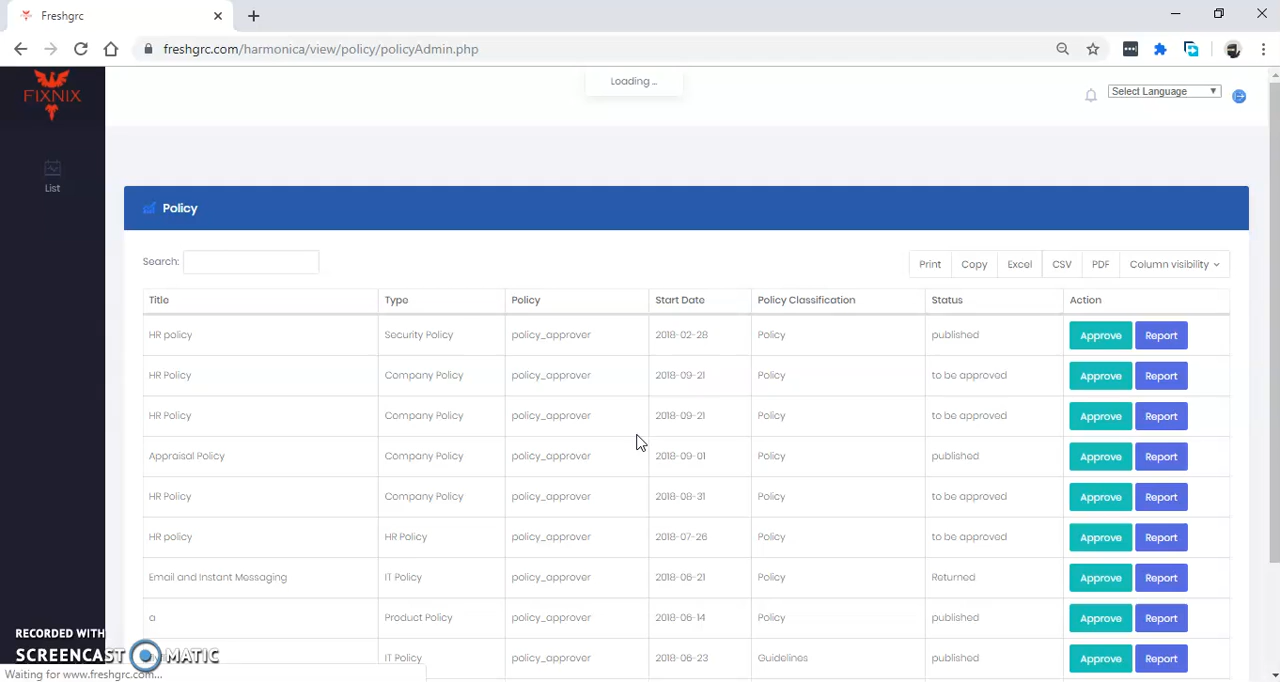 Freshgrc
freshgrc.com/harmonica/view/policy/policyAdmin.php
FIXNIX
Loading ...
Select Language
List
Policy
Search:
Print Copy Excel CSV PDF Column visibility
Title Type Policy Start Date Policy Classification Status Action
HR policy Security Policy policy_approver 2018-02-28 Policy published Approve Report
HR Policy Company Policy policy_approver 2018-09-21 Policy to be approved Approve Report
HR Policy Company Policy policy_approver 2018-09-21 Policy to be approved Approve Report
Appraisal Policy Company Policy policy_approver 2018-09-01 Policy published Approve Report
HR Policy Company Policy policy_approver 2018-08-31 Policy to be approved Approve Report
HR policy HR Policy policy_approver 2018-07-26 Policy to be approved Approve Report
Email and Instant Messaging IT Policy policy_approver 2018-06-21 Policy Returned Approve Report
a Product Policy policy_approver 2018-06-14 Policy published Approve Report
IT Policy policy_approver 2018-06-23 Guidelines published Approve Report
RECORDED WITH
SCREENCAST MATIC
Waiting for www.freshgrc.com...